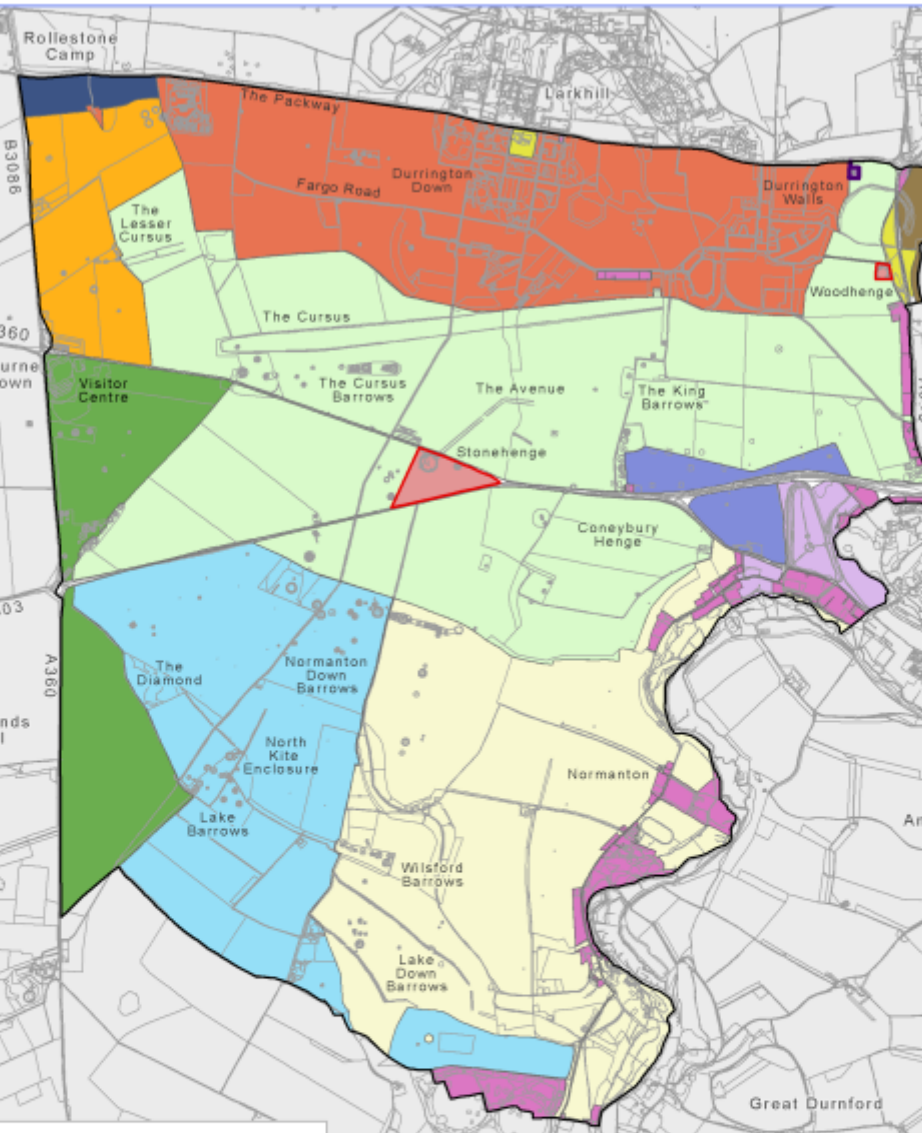 Rollestone
Camp
Larkhill
The Packway
B3086
Fargo Road
Durrington
Down
Durrington
Walls
The
Lesser
Cursus
Woodhenge
The Cursus
360
Visitor
Centre
The Cursus
Barrows
The Avenue
The King
Barrows
Stonehenge
Coneybury
Henge
A360
The
Diamond
Normanton
Down
Barrows
North
Kite
Enclosure
Normanton
Lake
Barrows
Wilsford
Barrows
Lake
Down
Barrows
Great Durnford